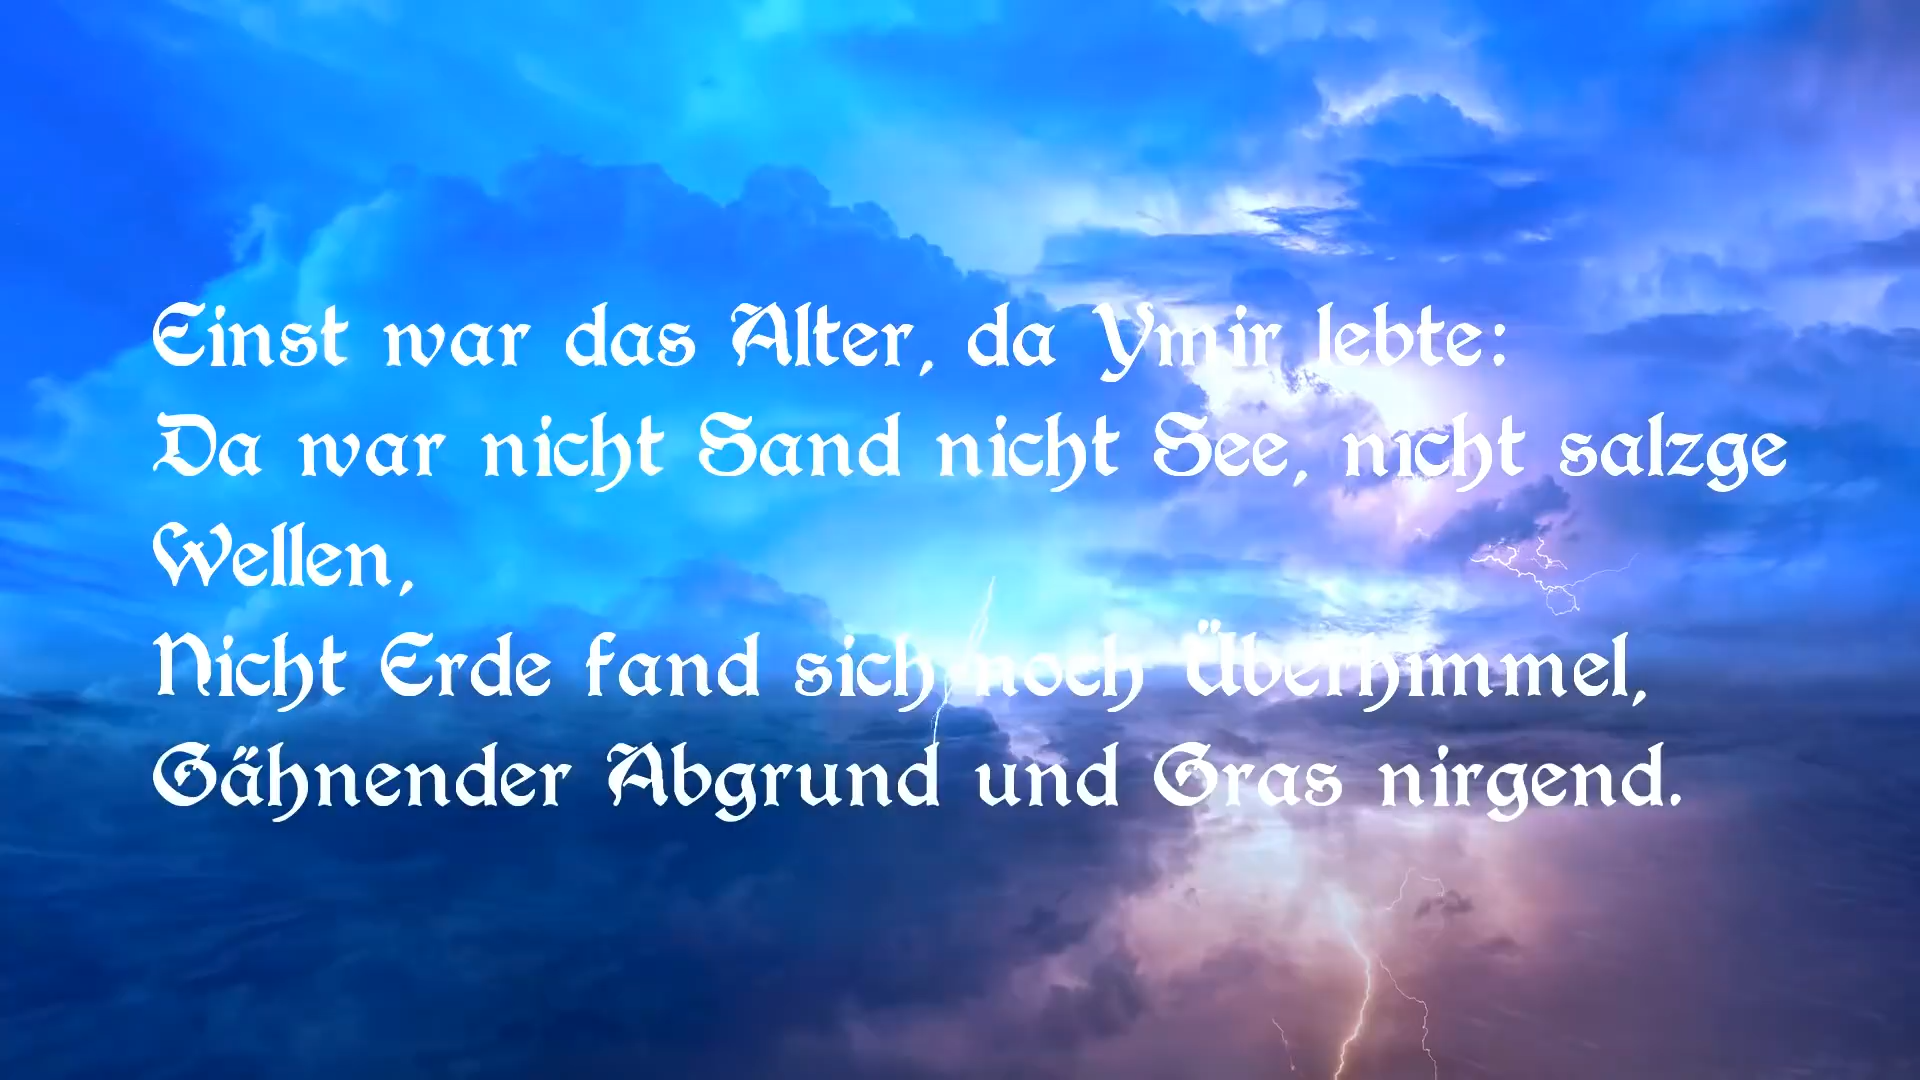 Einst war das Alter, da Ymir lebte:
Da war nicht Sand nicht See, nicht salzge
Wellen,
Nicht Erde fand sich noch Überhimmel,
Gähnender Abgrund und Gras nirgend.